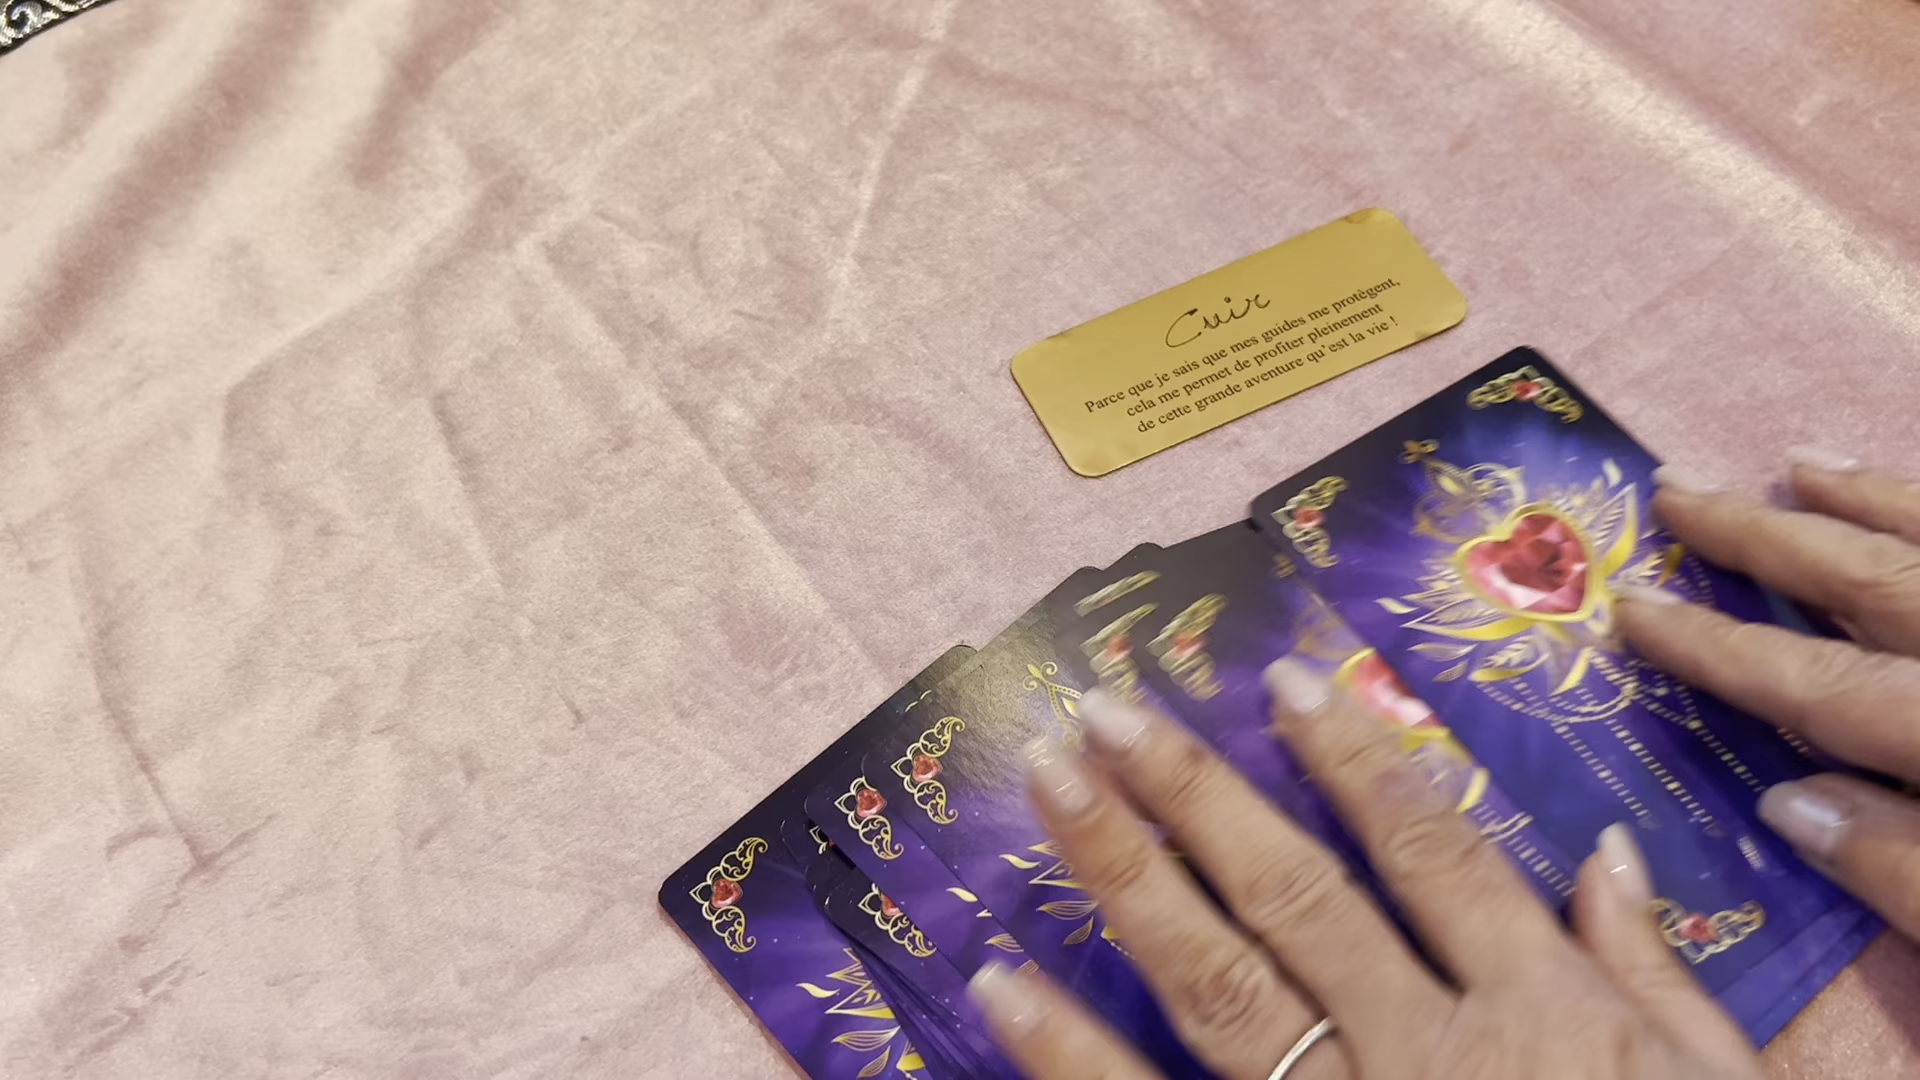 Cuir
Parce que je sais que mes guides me protègent,
cela me permet de profiter pleinement
de cette grande aventure qu'est la vie !